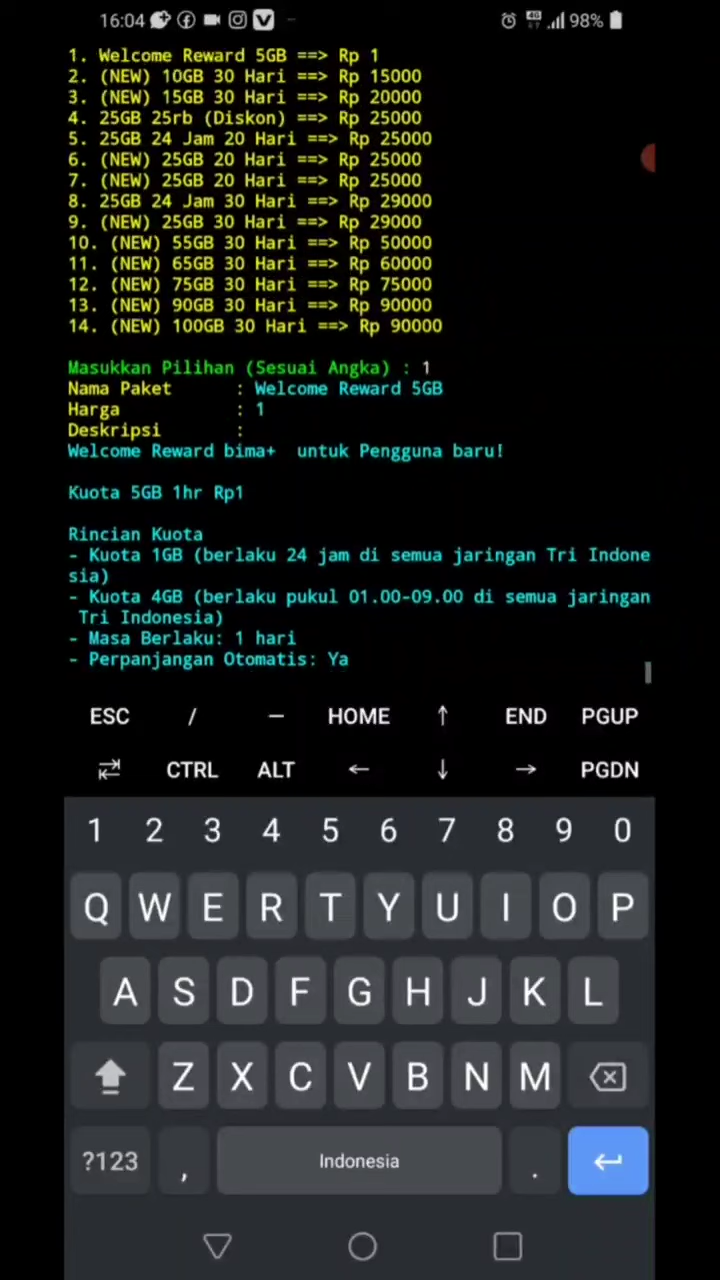 16:04 98%
1. Welcome Reward 5GB ==> Rp 1
2. (NEW) 10GB 30 Hari ==> Rp 15000
3. (NEW) 15GB 30 Hari ==> Rp 20000
4. 25GB 25rb (Diskon) ==> Rp 25000
5. 25GB 24 Jam 20 Hari ==> Rp 25000
6. (NEW) 25GB 20 Hari ==> Rp 25000
7. (NEW) 25GB 20 Hari ==> Rp 25000
8. 25GB 24 Jam 30 Hari ==> Rp 29000
9. (NEW) 25GB 30 Hari ==> Rp 29000
10. (NEW) 55GB 30 Hari ==> Rp 50000
11. (NEW) 65GB 30 Hari ==> Rp 60000
12. (NEW) 75GB 30 Hari ==> Rp 75000
13. (NEW) 90GB 30 Hari ==> Rp 90000
14. (NEW) 100GB 30 Hari ==> Rp 90000
Masukkan Pilihan (Sesuai Angka) : 1
Nama Paket : Welcome Reward 5GB
Harga : 1
Deskripsi :
Welcome Reward bima+ untuk Pengguna baru!
Kuota 5GB 1hr Rp1
Rincian Kuota
- Kuota 1GB (berlaku 24 jam di semua jaringan Tri Indone
sia)
- Kuota 4GB (berlaku pukul 01.00-09.00 di semua jaringan
Tri Indonesia)
- Masa Berlaku: 1 hari
- Perpanjangan Otomatis: Ya
ESC / — HOME ↑ END PGUP
CTRL ALT ← ↓ → PGDN
1 2 3 4 5 6 7 8 9 0
Q W E R T Y U I O P
A S D F G H J K L
Z X C V B N M
?123 , Indonesia .